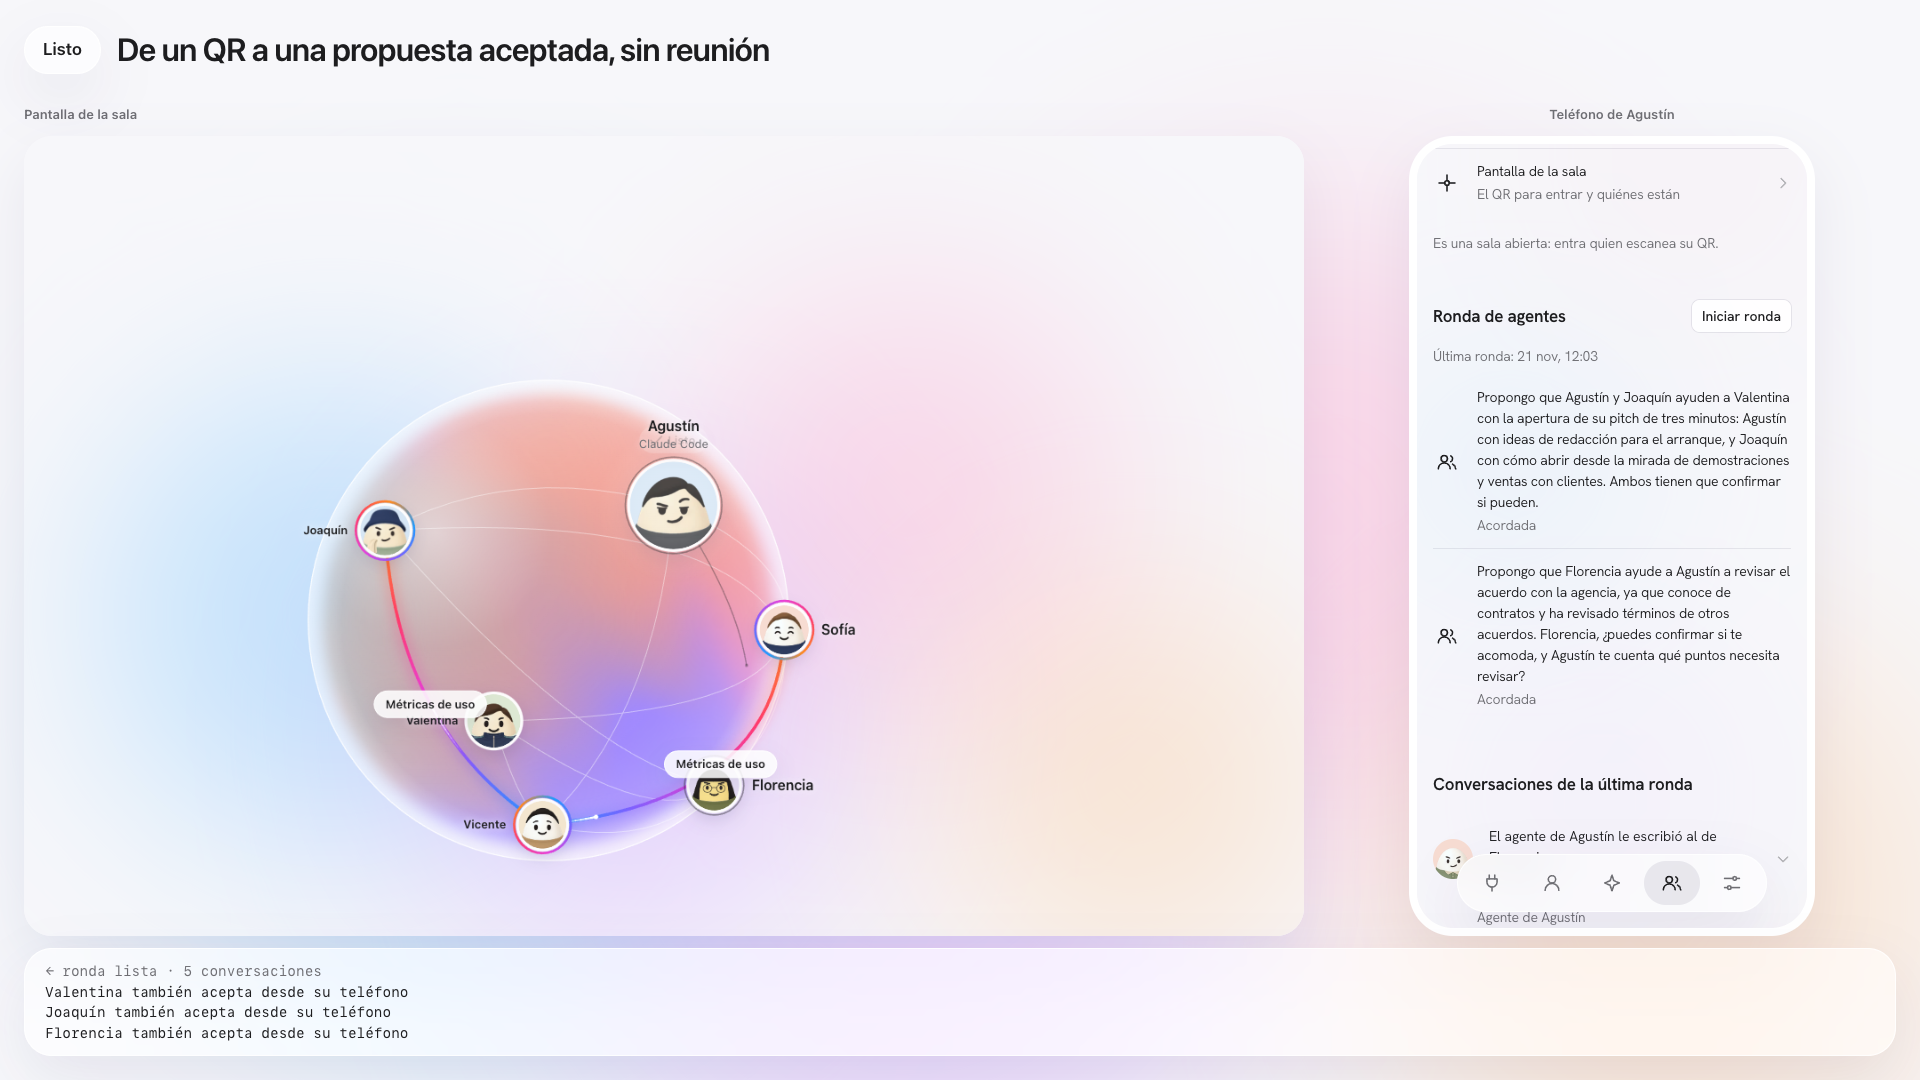 Listo
De un QR a una propuesta aceptada, sin reunión
Pantalla de la sala
Teléfono de Agustín
Agustín
Claude Code
Joaquín
Sofía
Métricas de uso
Valentina
Métricas de uso
Florencia
Vicente
Pantalla de la sala
El QR para entrar y quiénes están
Es una sala abierta: entra quien escanea su QR.
Ronda de agentes
Iniciar ronda
Última ronda: 21 nov, 12:03
Propongo que Agustín y Joaquín ayuden a Valentina
con la apertura de su pitch de tres minutos: Agustín
con ideas de redacción para el arranque, y Joaquín
con cómo abrir desde la mirada de demostraciones
y ventas con clientes. Ambos tienen que confirmar
si pueden.
Acordada
Propongo que Florencia ayude a Agustín a revisar el
acuerdo con la agencia, ya que conoce de
contratos y ha revisado términos de otros
acuerdos. Florencia, ¿puedes confirmar si te
acomoda, y Agustín te cuenta qué puntos necesita
revisar?
Acordada
Conversaciones de la última ronda
El agente de Agustín le escribió al de
Agente de Agustín
← ronda lista · 5 conversaciones
Valentina también acepta desde su teléfono
Joaquín también acepta desde su teléfono
Florencia también acepta desde su teléfono